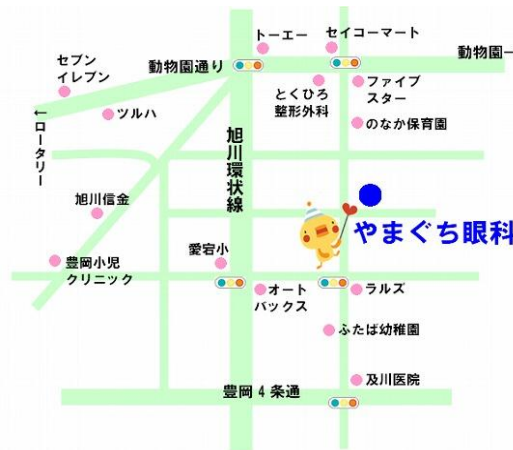 トーエー
セイコーマート
セブン
イレブン
動物園通り
動物園→
とくひろ
整形外科
ファイブ
スター
ツルハ
のなか保育園
←ロータリー
旭川環状線
旭川信金
やまぐち眼科
愛宕小
豊岡小児
クリニック
オート
バックス
ラルズ
ふたば幼稚園
及川医院
豊岡4条通